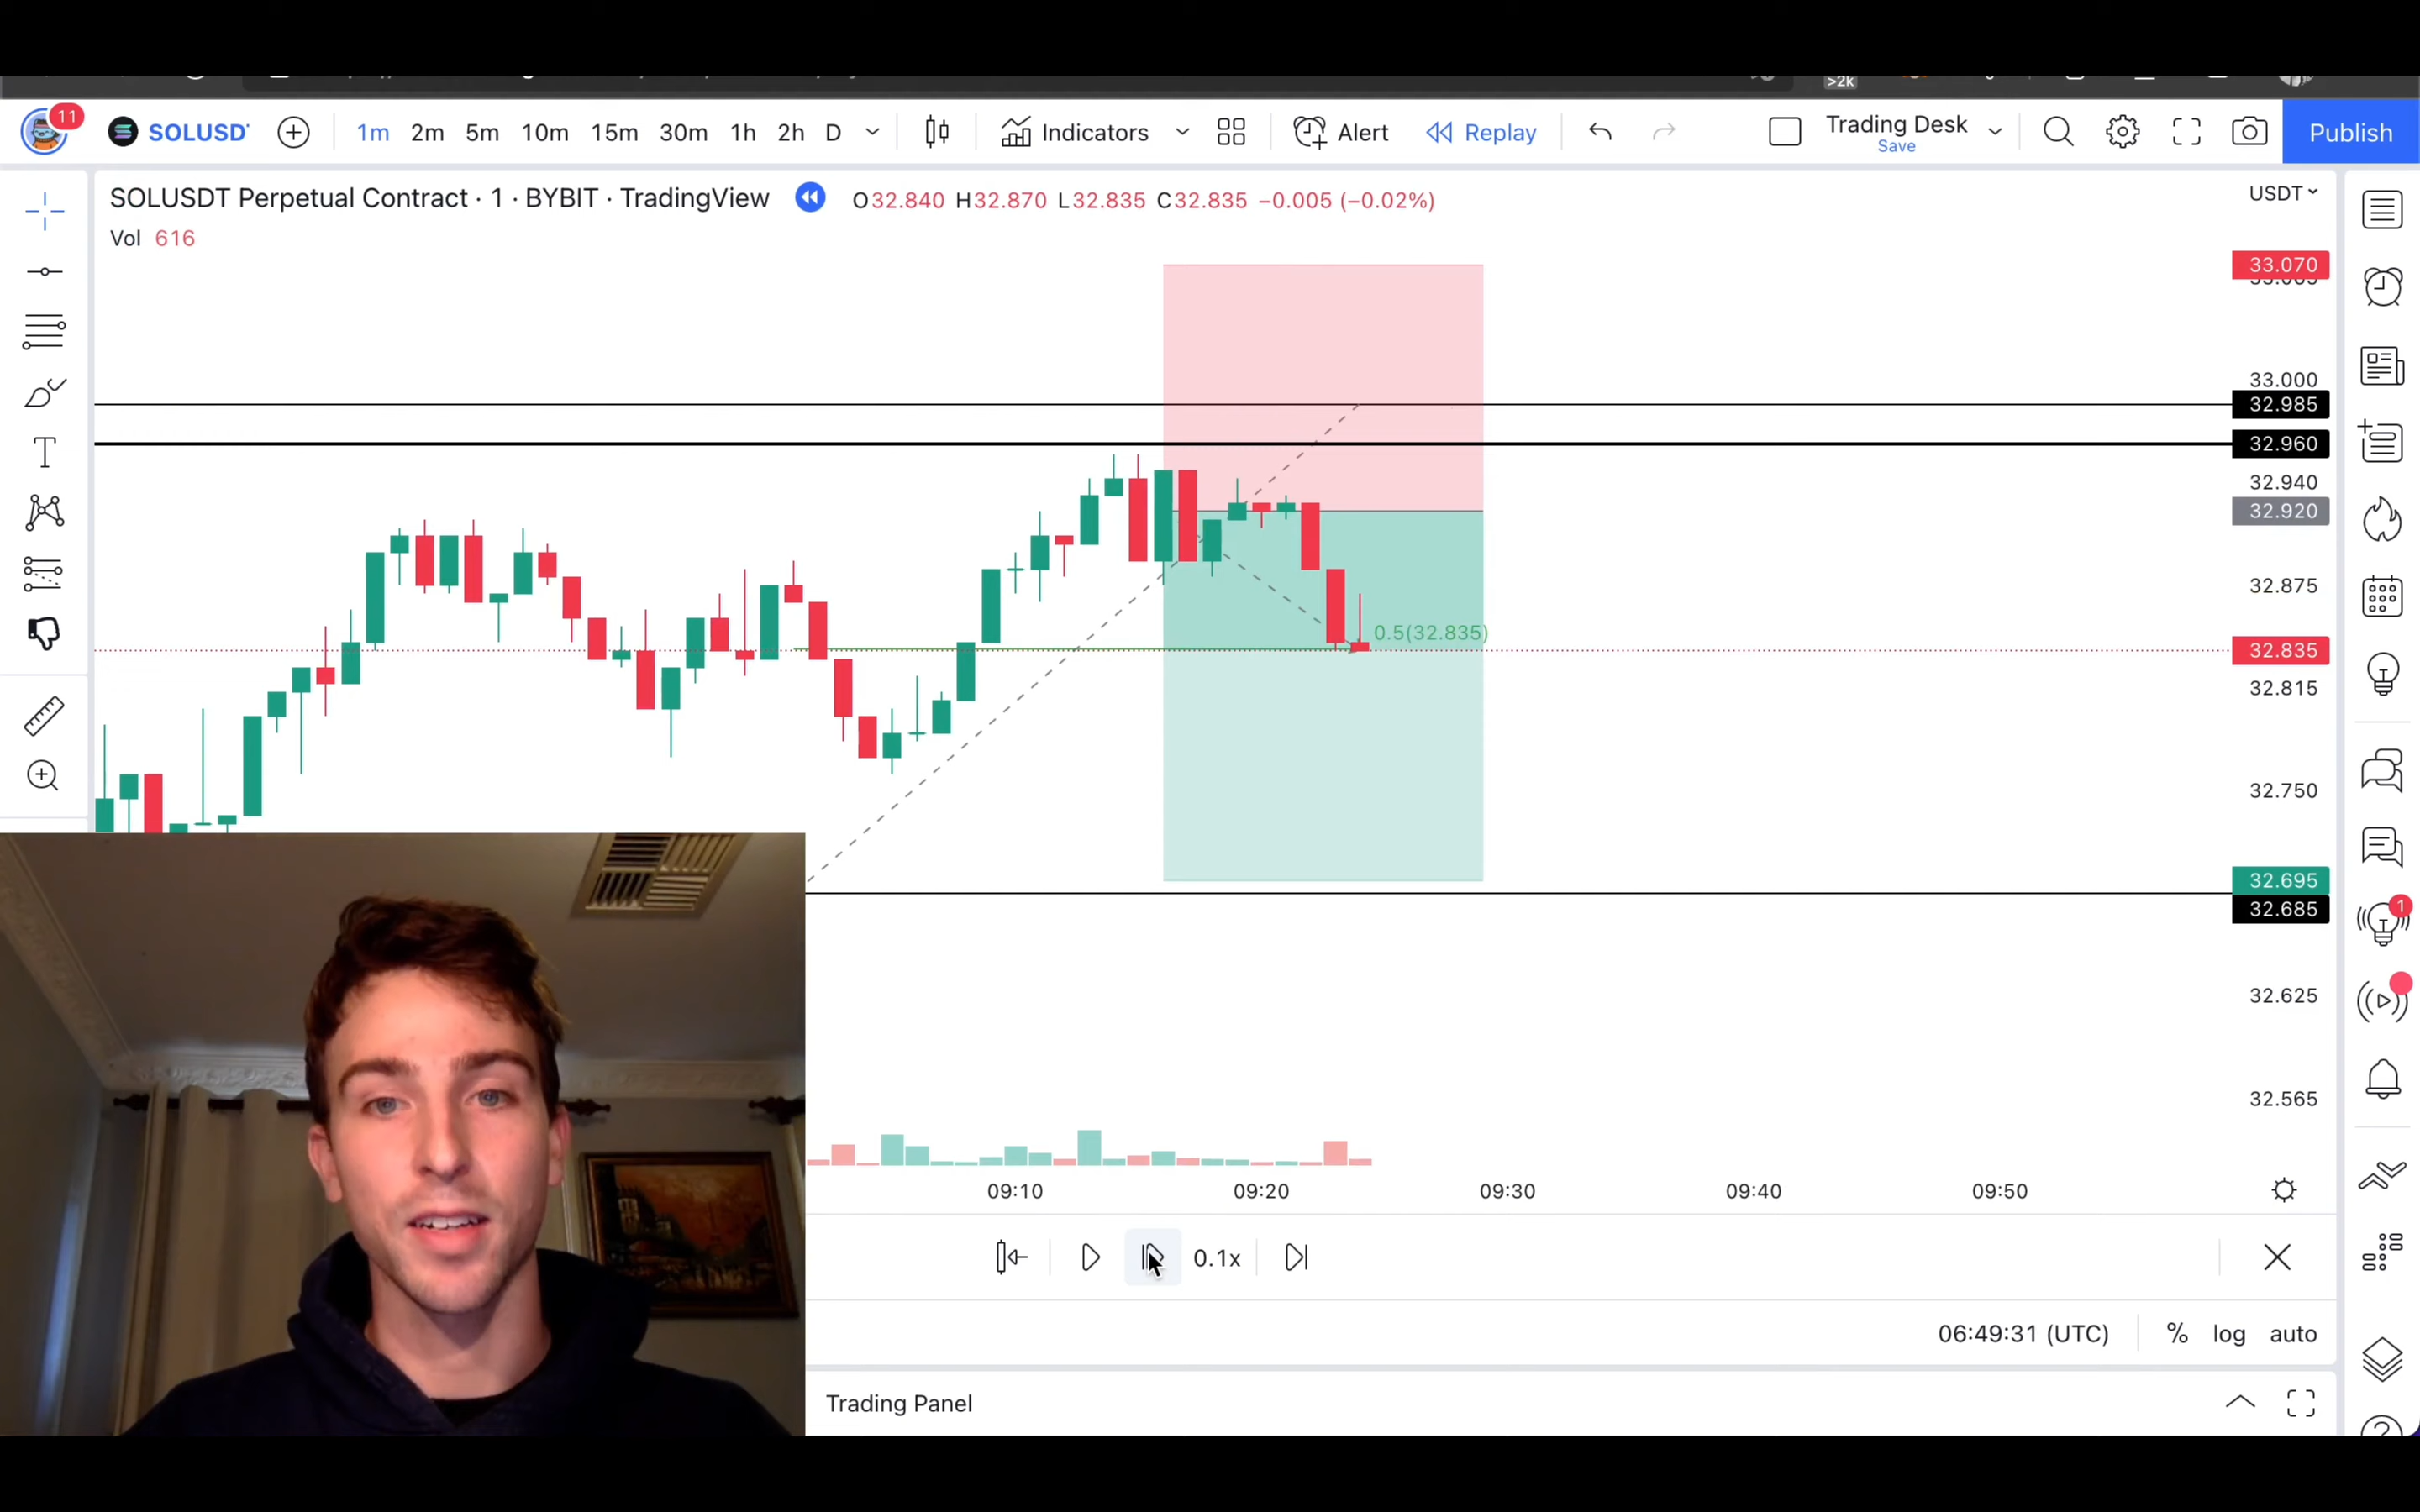 >2k
11
SOLUSD
1m 2m 5m 10m 15m 30m 1h 2h D
Indicators
Alert
Replay
Trading Desk
Save
Publish
SOLUSDT Perpetual Contract · 1 · BYBIT · TradingView
O32.840 H32.870 L32.835 C32.835 −0.005 (−0.02%)
USDT
Vol 616
33.070
33.000
32.985
32.960
32.940
32.920
32.875
0.5(32.835)
32.835
32.815
32.750
32.695
32.685
1
32.625
32.565
09:10 09:20 09:30 09:40 09:50
0.1x
06:49:31 (UTC) % log auto
Trading Panel